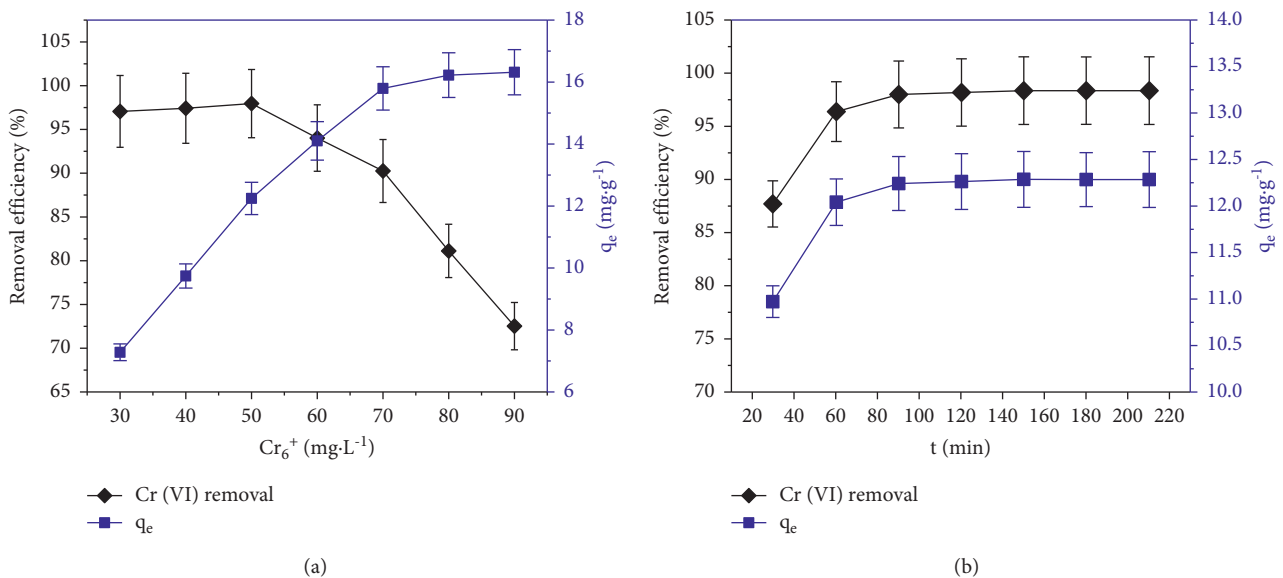 105
100
95
90
85
80
75
70
65
Removal efficiency (%)
18
16
14
12
10
8
6
qe (mg·g-1)
30 40 50 60 70 80 90
Cr6+ (mg·L-1)
Cr (VI) removal
qe
(a)
105
100
95
90
85
80
75
70
Removal efficiency (%)
14.0
13.5
13.0
12.5
12.0
11.5
11.0
10.5
10.0
qe (mg·g-1)
20 40 60 80 100 120 140 160 180 200 220
t (min)
Cr (VI) removal
qe
(b)